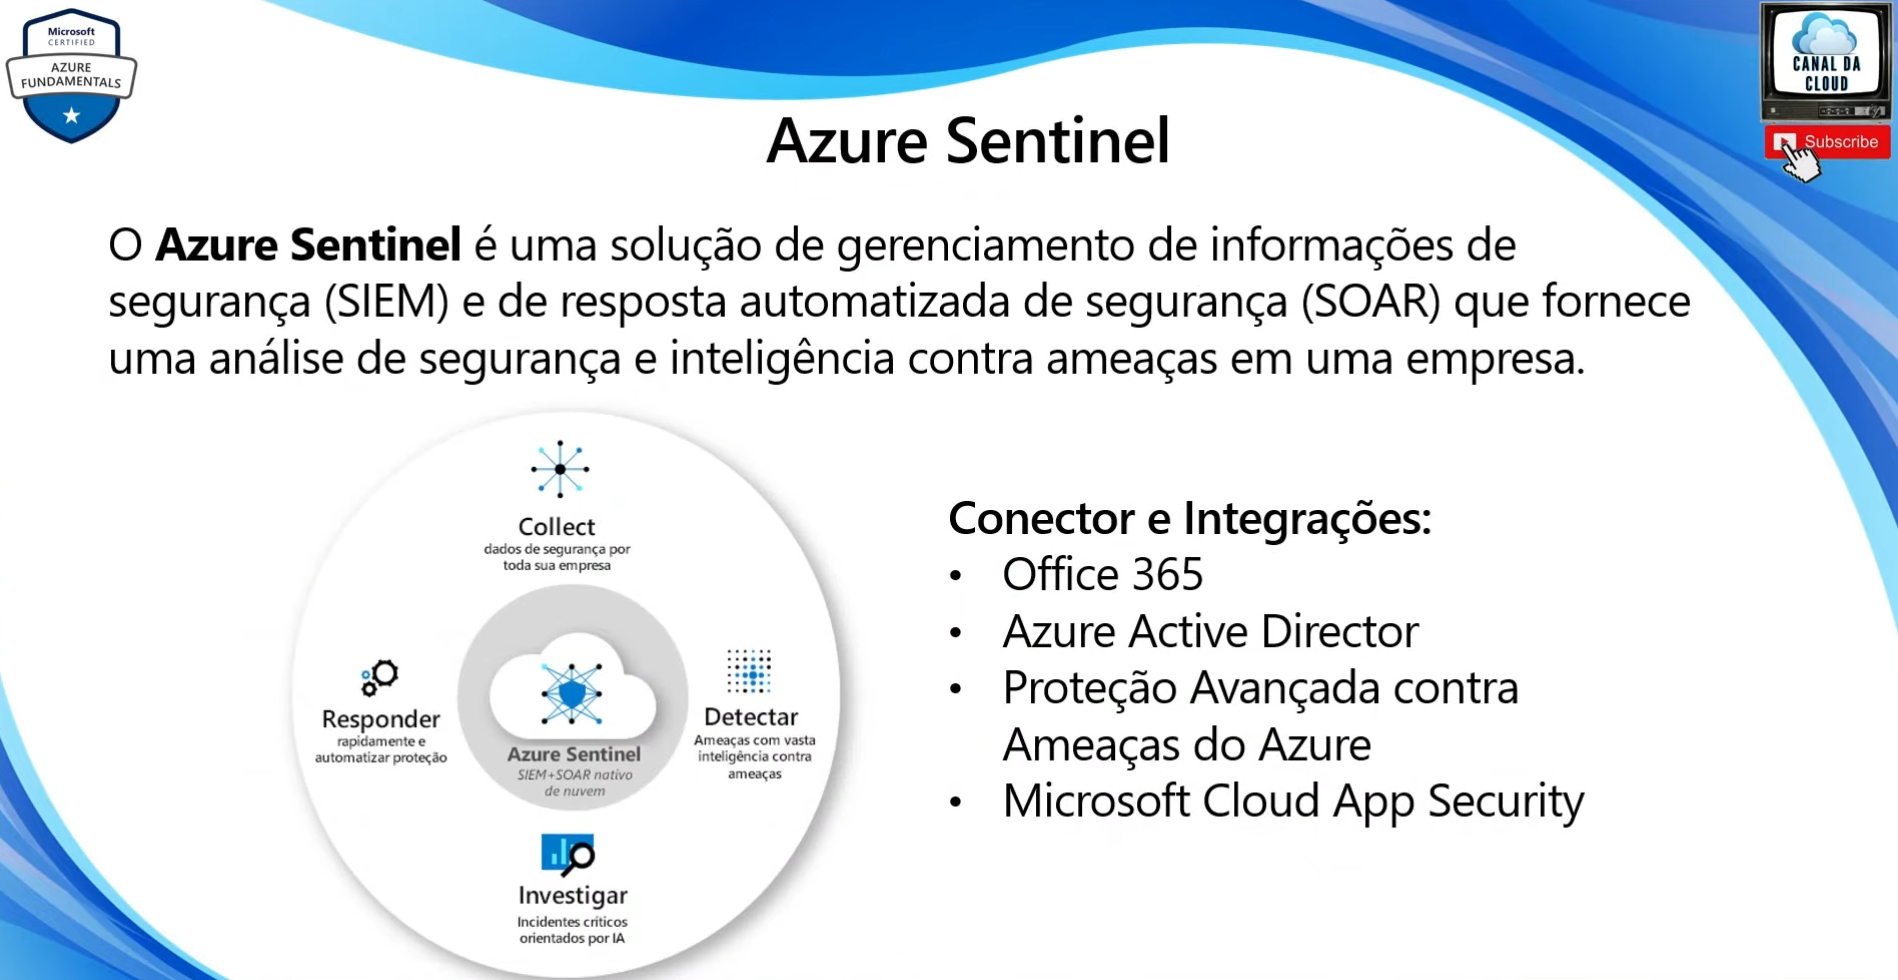 Microsoft
CERTIFIED
AZURE
FUNDAMENTALS
CANAL DA
CLOUD
Subscribe
Azure Sentinel
O Azure Sentinel é uma solução de gerenciamento de informações de
segurança (SIEM) e de resposta automatizada de segurança (SOAR) que fornece
uma análise de segurança e inteligência contra ameaças em uma empresa.
Collect
dados de segurança por
toda sua empresa
Responder
rapidamente e
automatizar proteção
Azure Sentinel
SIEM+SOAR nativo
de nuvem
Detectar
Ameaças com vasta
inteligência contra
ameaças
Investigar
Incidentes críticos
orientados por IA
Conector e Integrações:
• Office 365
• Azure Active Director
• Proteção Avançada contra
Ameaças do Azure
• Microsoft Cloud App Security